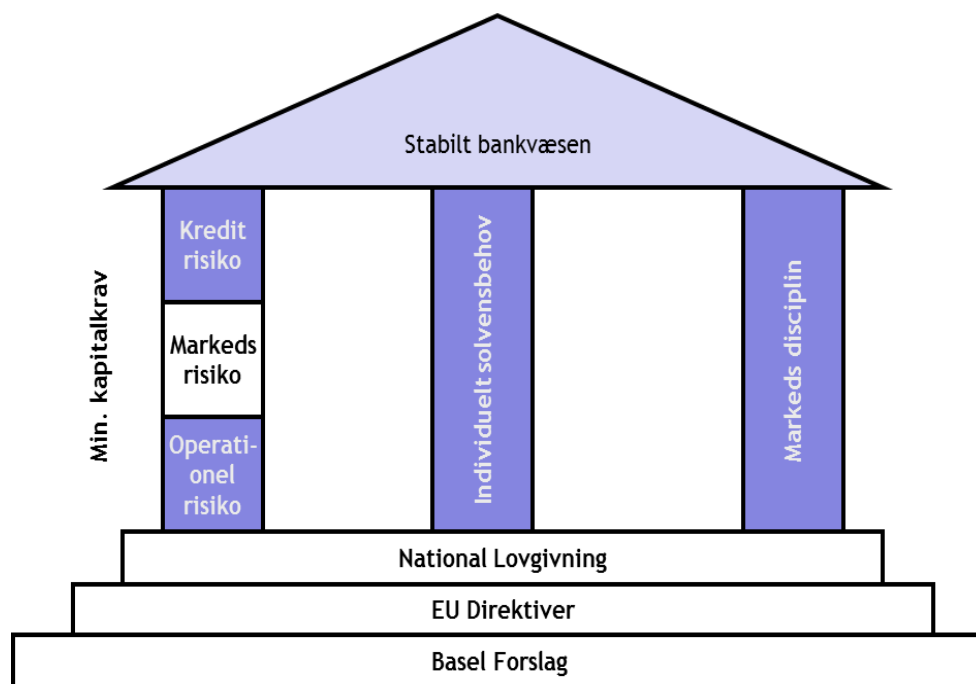 Stabilt bankvæsen
Min. kapitalkrav
Kredit
risiko
Markeds
risiko
Operati-
onel
risiko
Individuelt solvensbehov
Markeds disciplin
National Lovgivning
EU Direktiver
Basel Forslag